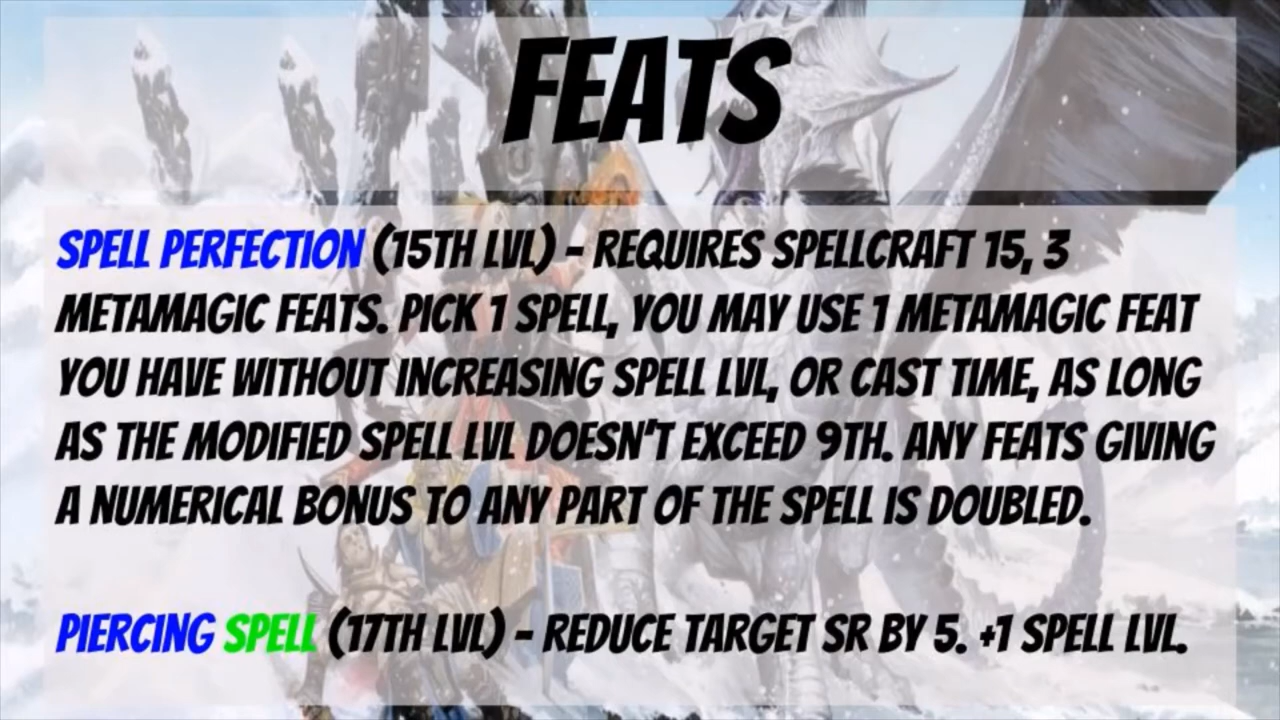 FEATS
SPELL PERFECTION (15TH LVL) - REQUIRES SPELLCRAFT 15, 3
METAMAGIC FEATS. PICK 1 SPELL, YOU MAY USE 1 METAMAGIC FEAT
YOU HAVE WITHOUT INCREASING SPELL LVL, OR CAST TIME, AS LONG
AS THE MODIFIED SPELL LVL DOESN'T EXCEED 9TH. ANY FEATS GIVING
A NUMERICAL BONUS TO ANY PART OF THE SPELL IS DOUBLED.
PIERCING SPELL (17TH LVL) - REDUCE TARGET SR BY 5. +1 SPELL LVL.